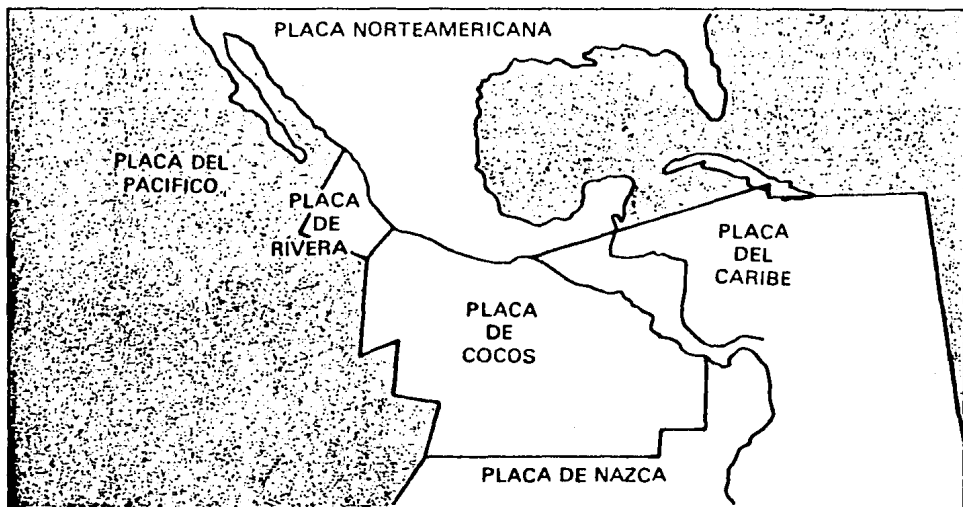 PLACA NORTEAMERICANA
PLACA DEL
PACIFICO
PLACA
DE
RIVERA
PLACA
DEL
CARIBE
PLACA
DE
COCOS
PLACA DE NAZCA